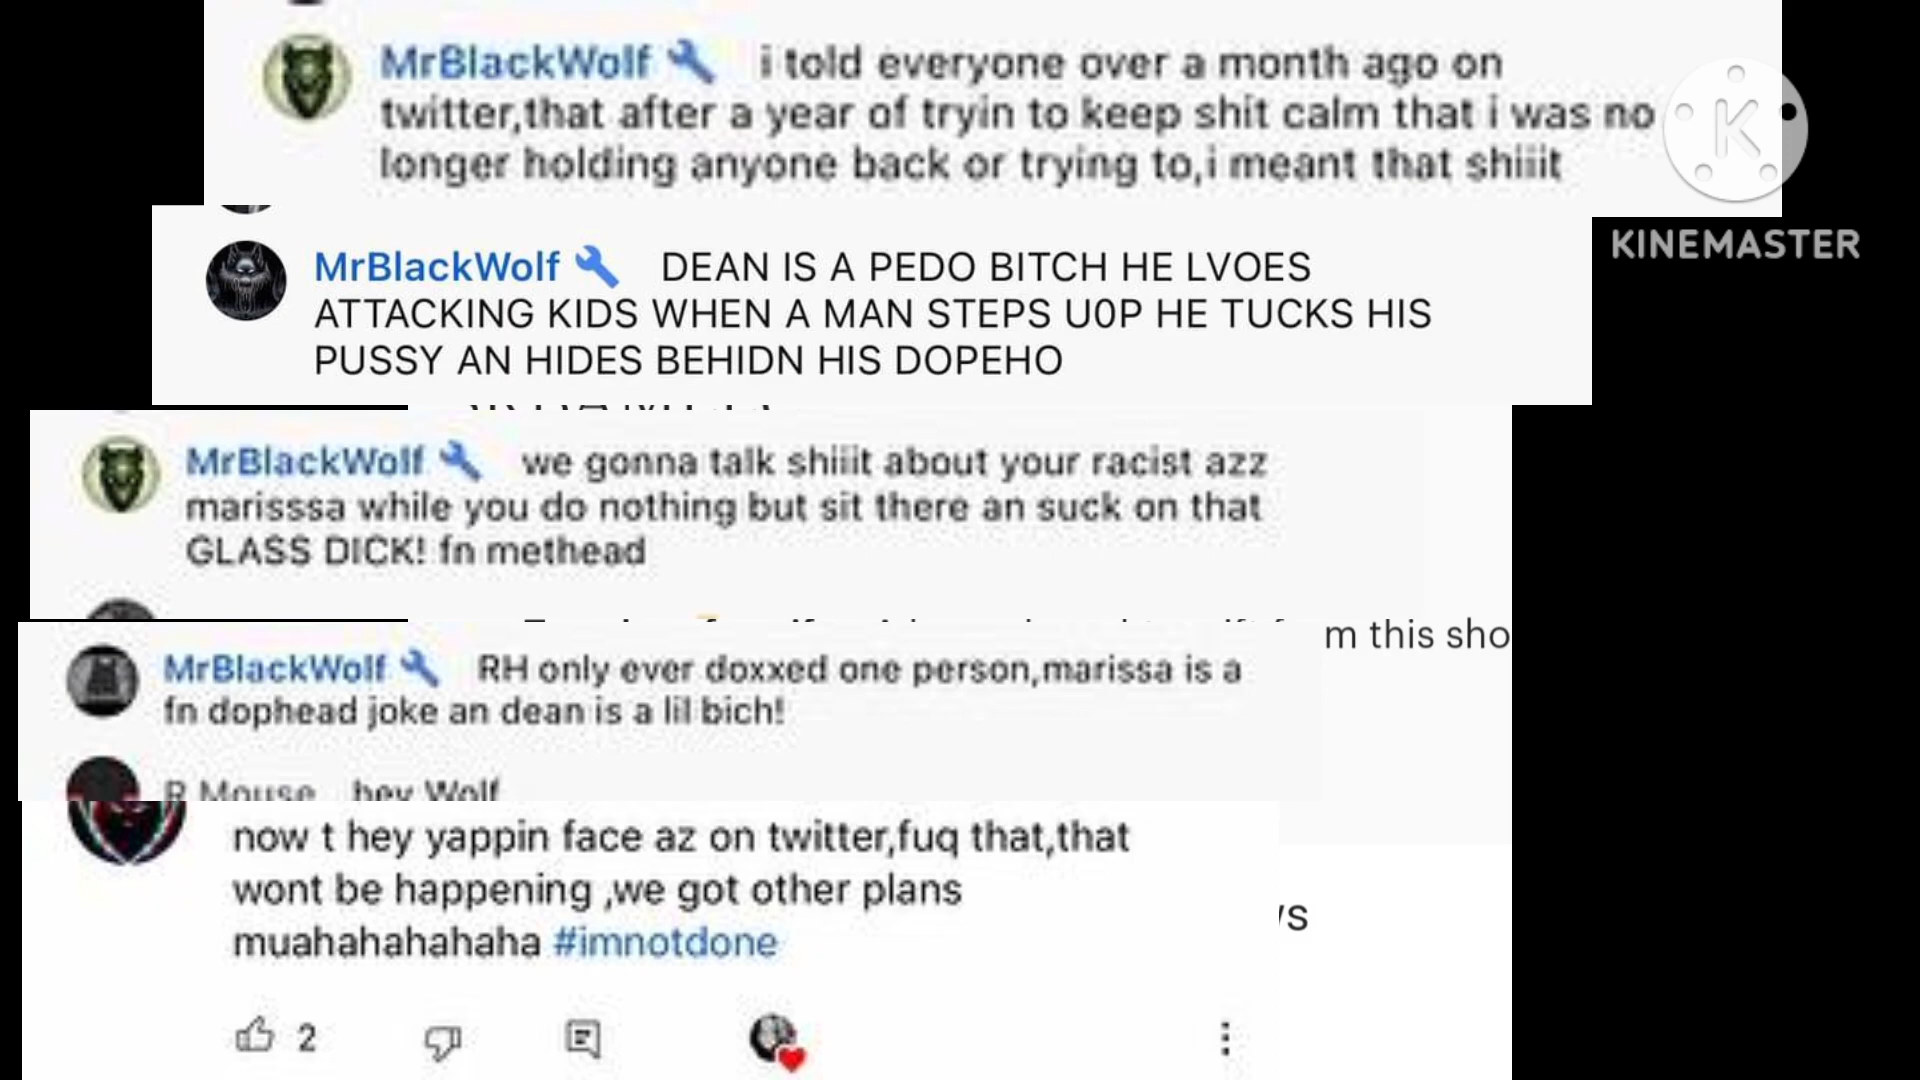 MrBlackWolf i told everyone over a month ago on
twitter,that after a year of tryin to keep shit calm that i was no
longer holding anyone back or trying to,i meant that shiiit
KINEMASTER
MrBlackWolf DEAN IS A PEDO BITCH HE LVOES
ATTACKING KIDS WHEN A MAN STEPS U0P HE TUCKS HIS
PUSSY AN HIDES BEHIDN HIS DOPEHO
MrBlackWolf we gonna talk shiiit about your racist azz
marisssa while you do nothing but sit there an suck on that
GLASS DICK! fn methead
m this sho
MrBlackWolf RH only ever doxxed one person,marissa is a
fn dophead joke an dean is a lil bich!
R Mouse hey Wolf
now t hey yappin face az on twitter,fuq that,that
wont be happening ,we got other plans
muahahahahaha #imnotdone
2